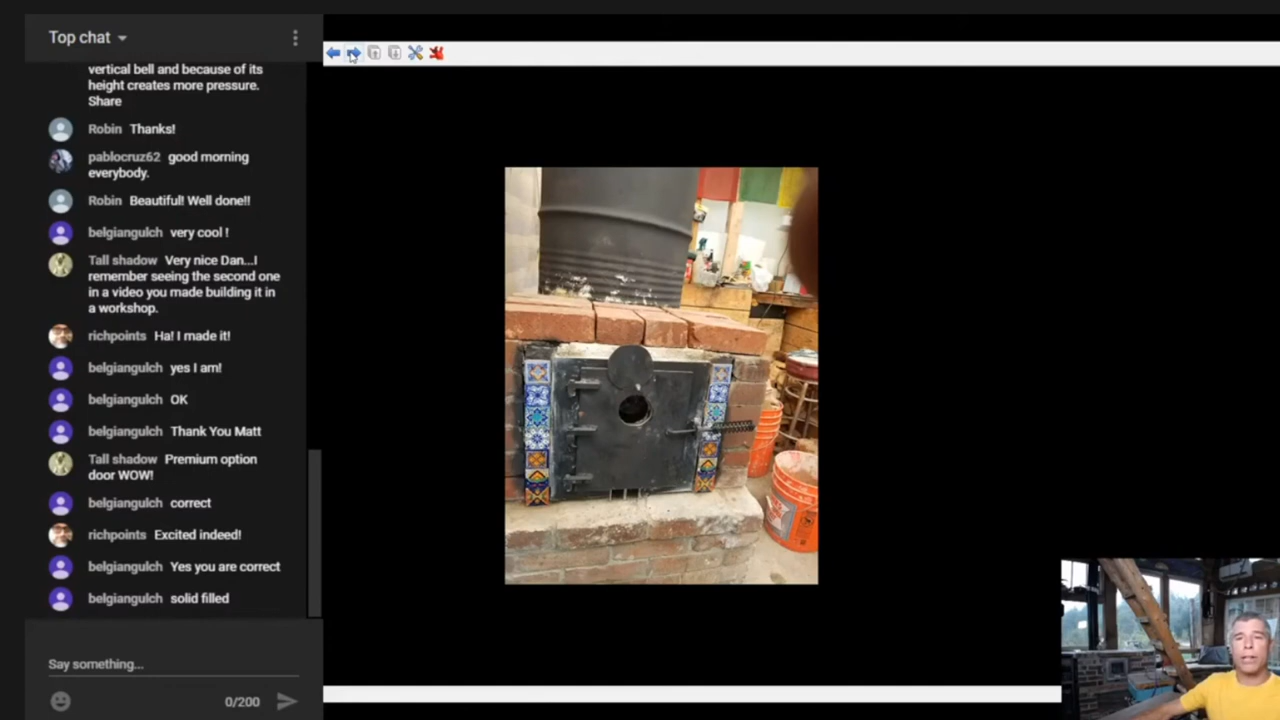 Top chat
vertical bell and because of its
height creates more pressure.
Share
Robin Thanks!
pablocruz62 good morning
everybody.
Robin Beautiful! Well done!!
belgiangulch very cool !
Tall shadow Very nice Dan...I
remember seeing the second one
in a video you made building it in
a workshop.
richpoints Ha! I made it!
belgiangulch yes I am!
belgiangulch OK
belgiangulch Thank You Matt
Tall shadow Premium option
door WOW!
belgiangulch correct
richpoints Excited indeed!
belgiangulch Yes you are correct
belgiangulch solid filled
Say something...
0/200